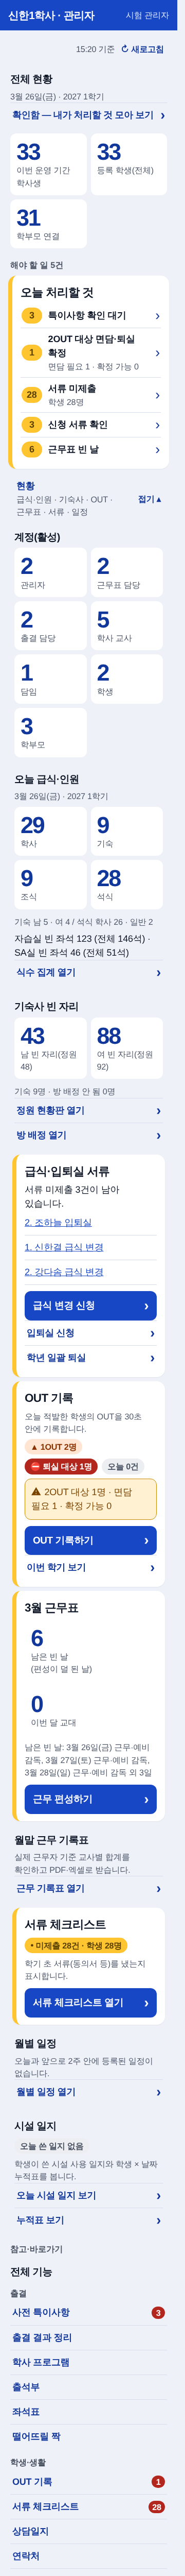 신한1학사 · 관리자
시험 관리자
15:20 기준 ↻ 새로고침
전체 현황
3월 26일(금) · 2027 1학기
확인함 — 내가 처리할 것 모아 보기 ›
33
이번 운영 기간
학사생
33
등록 학생(전체)
31
학부모 연결
해야 할 일 5건
오늘 처리할 것
3 특이사항 확인 대기 ›
1 2OUT 대상 면담·퇴실 확정 ›
면담 필요 1 · 확정 가능 0
28 서류 미제출 ›
학생 28명
3 신청 서류 확인 ›
6 근무표 빈 날 ›
현황
급식·인원 · 기숙사 · OUT ·
근무표 · 서류 · 일정
접기 ▴
계정(활성)
2
관리자
2
근무표 담당
2
출결 담당
5
학사 교사
1
담임
2
학생
3
학부모
오늘 급식·인원
3월 26일(금) · 2027 1학기
29
학사
9
기숙
9
조식
28
석식
기숙 남 5 · 여 4 / 석식 학사 26 · 일반 2
자습실 빈 좌석 123 (전체 146석) ·
SA실 빈 좌석 46 (전체 51석)
식수 집계 열기 ›
기숙사 빈 자리
43
남 빈 자리(정원
48)
88
여 빈 자리(정원
92)
기숙 9명 · 방 배정 안 됨 0명
정원 현황판 열기 ›
방 배정 열기 ›
급식·입퇴실 서류
서류 미제출 3건이 남아
있습니다.
2. 조하늘 입퇴실
1. 신한결 급식 변경
2. 강다솜 급식 변경
급식 변경 신청 ›
입퇴실 신청 ›
학년 일괄 퇴실 ›
OUT 기록
오늘 적발한 학생의 OUT을 30초
안에 기록합니다.
▲ 1OUT 2명
⛔ 퇴실 대상 1명 오늘 0건
⚠ 2OUT 대상 1명 · 면담
필요 1 · 확정 가능 0
OUT 기록하기 ›
이번 학기 보기 ›
3월 근무표
6
남은 빈 날
(편성이 덜 된 날)
0
이번 달 교대
남은 빈 날: 3월 26일(금) 근무·예비
감독, 3월 27일(토) 근무·예비 감독,
3월 28일(일) 근무·예비 감독 외 3일
근무 편성하기 ›
월말 근무 기록표
실제 근무자 기준 교사별 합계를
확인하고 PDF·엑셀로 받습니다.
근무 기록표 열기 ›
서류 체크리스트
• 미제출 28건 · 학생 28명
학기 초 서류(동의서 등)를 냈는지
표시합니다.
서류 체크리스트 열기 ›
월별 일정
오늘과 앞으로 2주 안에 등록된 일정이
없습니다.
월별 일정 열기 ›
시설 일지
오늘 쓴 일지 없음
학생이 쓴 시설 사용 일지와 학생 × 날짜
누적표를 봅니다.
오늘 시설 일지 보기 ›
누적표 보기 ›
참고·바로가기
전체 기능
출결
사전 특이사항 3
출결 결과 정리
학사 프로그램
출석부
좌석표
떨어뜨릴 짝
학생·생활
OUT 기록 1
서류 체크리스트 28
상담일지
연락처